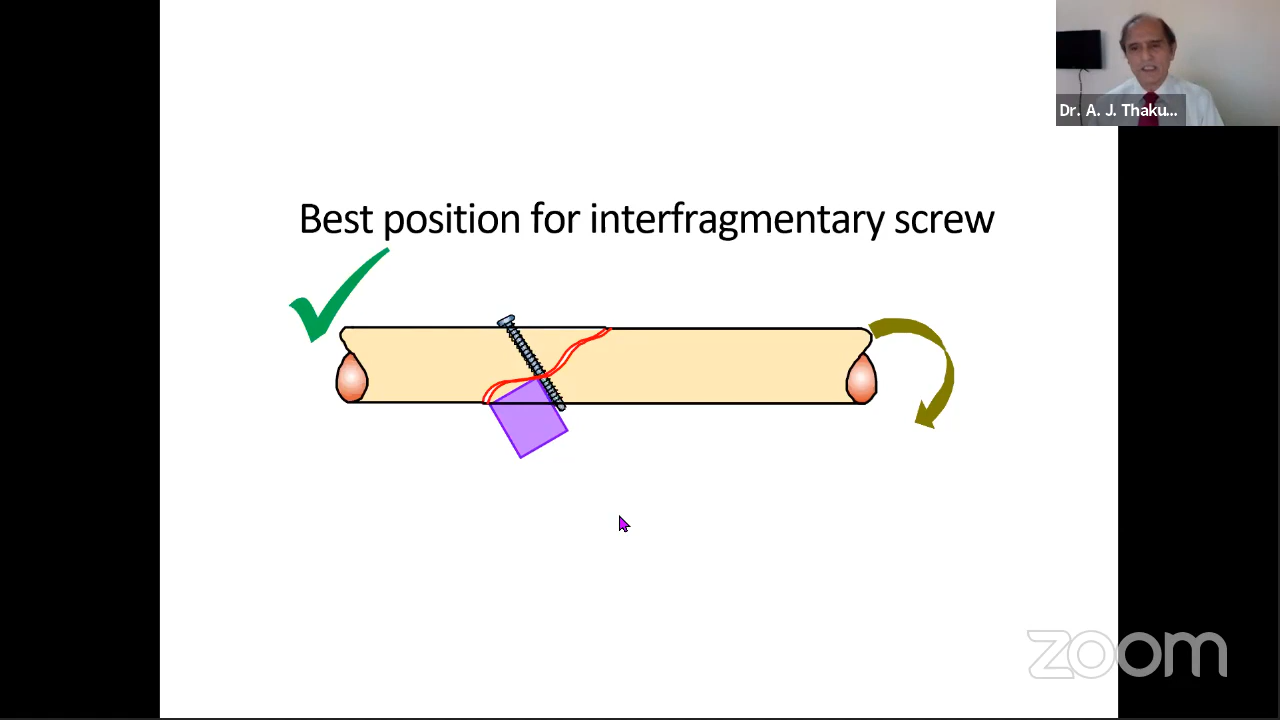 Dr. A. J. Thaku...
Best position for interfragmentary screw
zoom